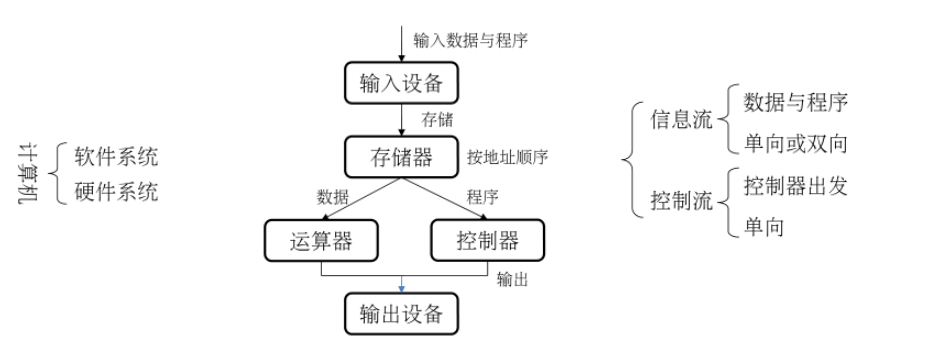 计算机
软件系统
硬件系统
输入数据与程序
输入设备
存储
存储器
按地址顺序
数据
程序
运算器
控制器
输出
输出设备
信息流
数据与程序
单向或双向
控制流
控制器出发
单向